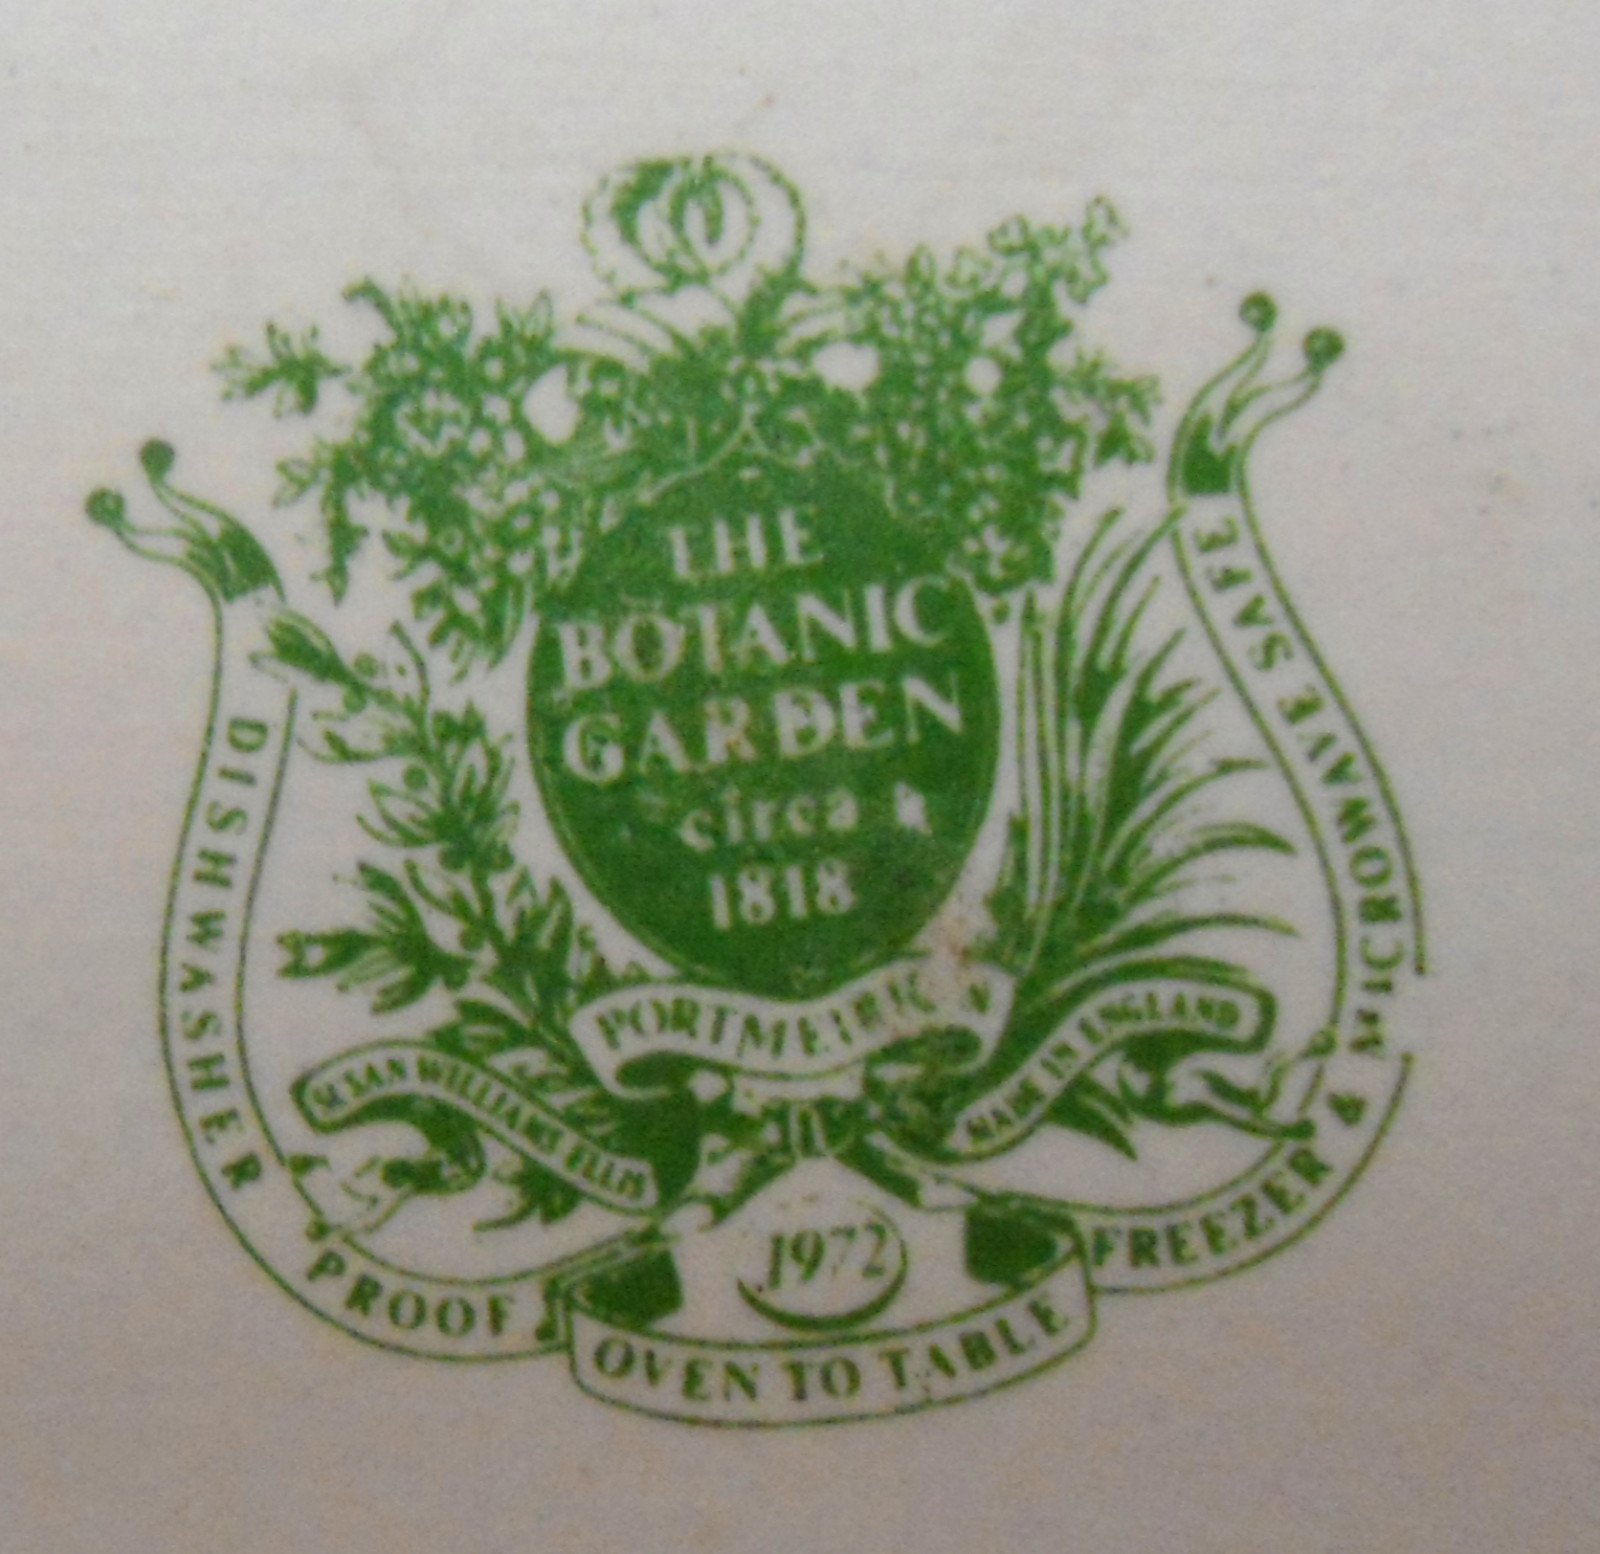 THE
BOTANIC
GARDEN
circa
1818
PORTMEIRION
SUSAN WILLIAMS ELLIS
MADE IN ENGLAND
1972
DISHWASHER PROOF
OVEN TO TABLE
FREEZER & MICROWAVE SAFE